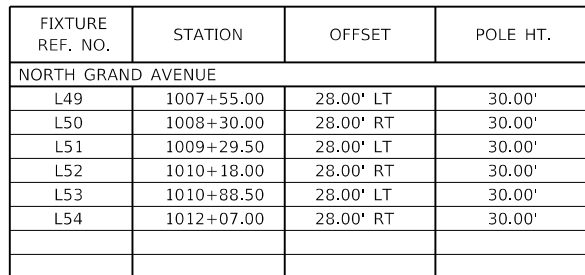 FIXTURE REF. NO. STATION OFFSET POLE HT.
NORTH GRAND AVENUE
L49 1007+55.00 28.00' LT 30.00'
L50 1008+30.00 28.00' RT 30.00'
L51 1009+29.50 28.00' LT 30.00'
L52 1010+18.00 28.00' RT 30.00'
L53 1010+88.50 28.00' LT 30.00'
L54 1012+07.00 28.00' RT 30.00'